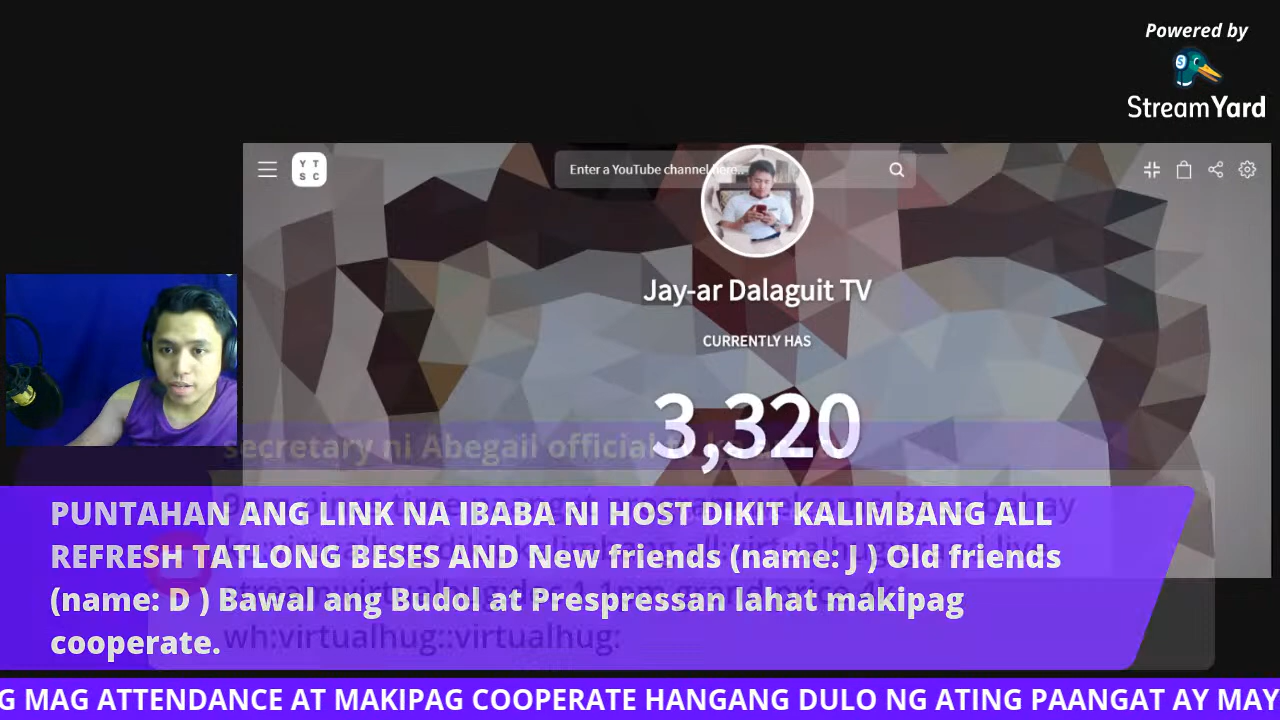 Powered by
StreamYard
Y T
S C
Enter a YouTube channel here...
Jay-ar Dalaguit TV
CURRENTLY HAS
3,320
secretary ni Abegail official
PUNTAHAN ANG LINK NA IBABA NI HOST DIKIT KALIMBANG ALL
REFRESH TATLONG BESES AND New friends (name: J ) Old friends
(name: D ) Bawal ang Budol at Prespressan lahat makipag
cooperate.
wh:virtualhug::virtualhug:
G MAG ATTENDANCE AT MAKIPAG COOPERATE HANGANG DULO NG ATING PAANGAT AY MAY